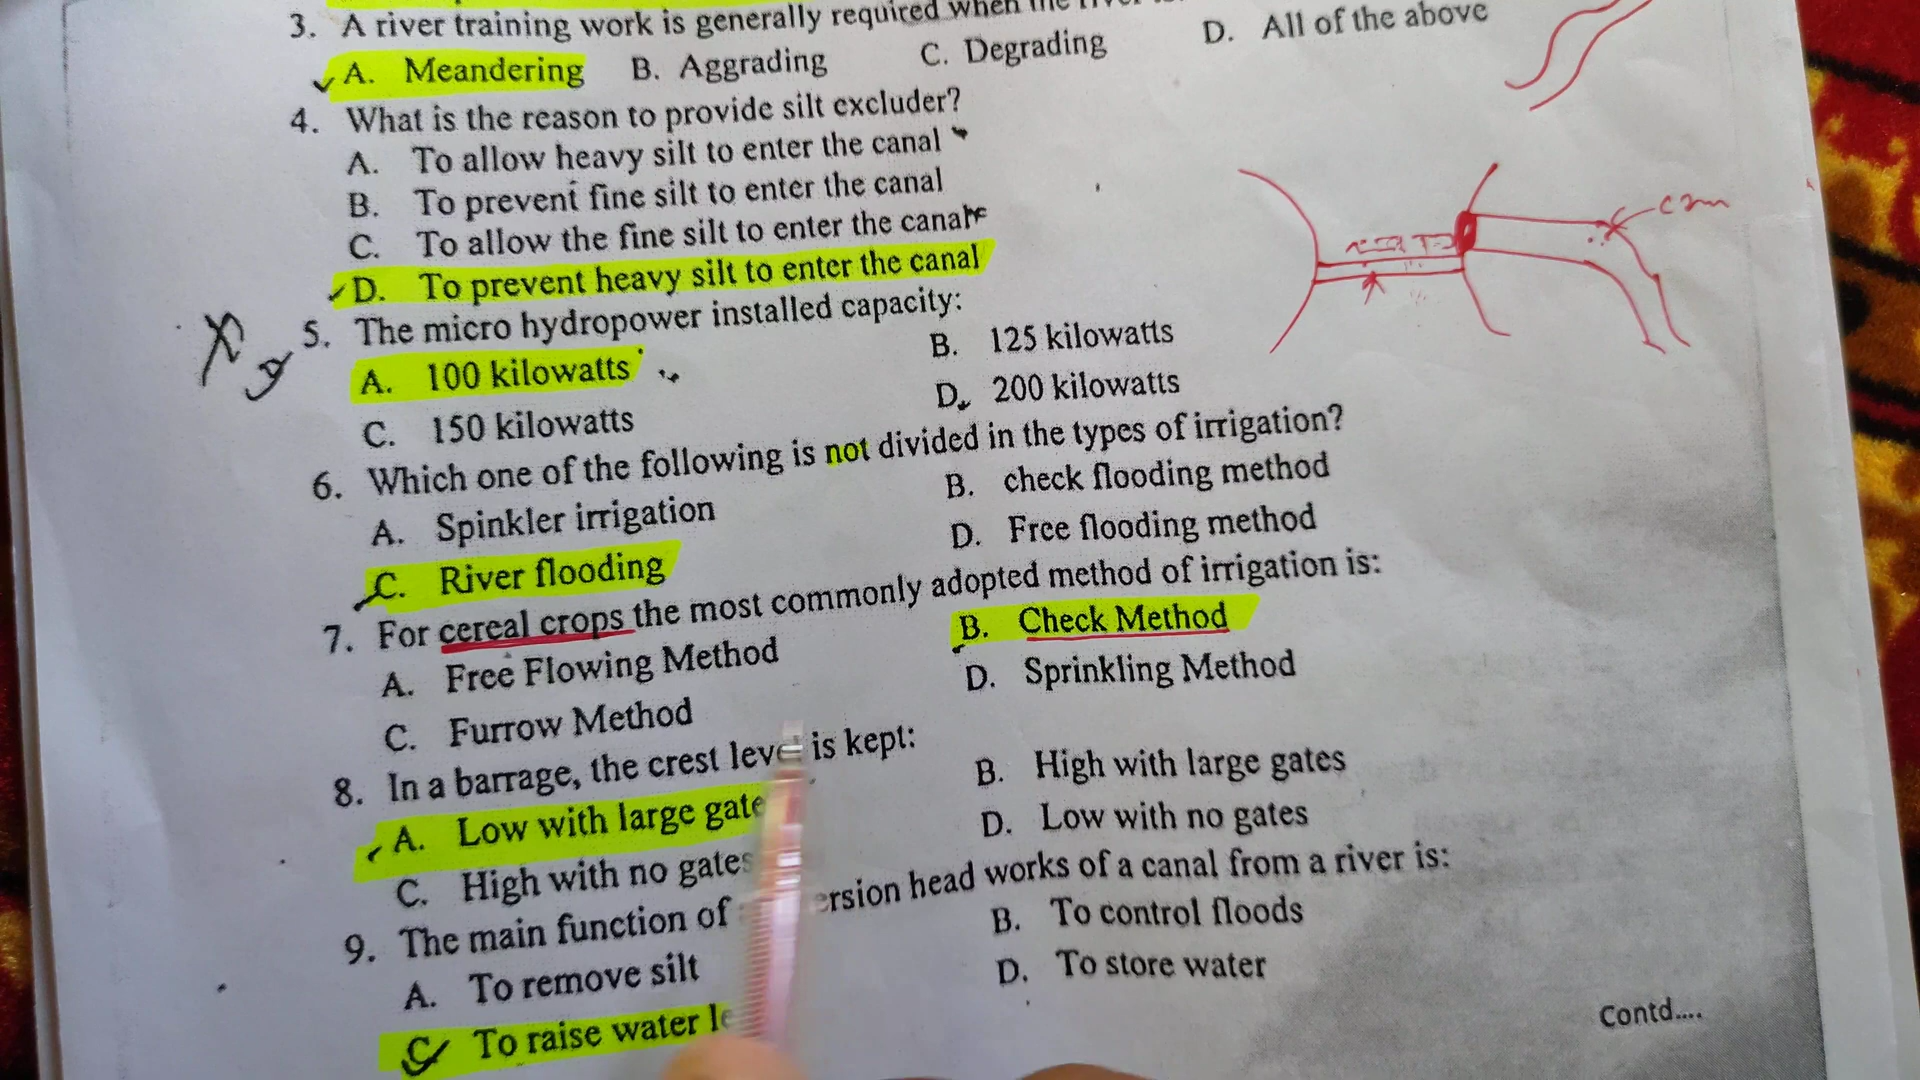 3. A river training work is generally required when the river
A. Meandering B. Aggrading C. Degrading D. All of the above
4. What is the reason to provide silt excluder?
A. To allow heavy silt to enter the canal
B. To prevent fine silt to enter the canal
C. To allow the fine silt to enter the canal
D. To prevent heavy silt to enter the canal
5. The micro hydropower installed capacity:
A. 100 kilowatts B. 125 kilowatts
C. 150 kilowatts D. 200 kilowatts
6. Which one of the following is not divided in the types of irrigation?
A. Spinkler irrigation B. check flooding method
C. River flooding D. Free flooding method
7. For cereal crops the most commonly adopted method of irrigation is:
A. Free Flowing Method B. Check Method
C. Furrow Method D. Sprinkling Method
8. In a barrage, the crest level is kept:
A. Low with large gate B. High with large gates
C. High with no gates D. Low with no gates
9. The main function of ersion head works of a canal from a river is:
A. To remove silt B. To control floods
C. To raise water D. To store water
Contd....